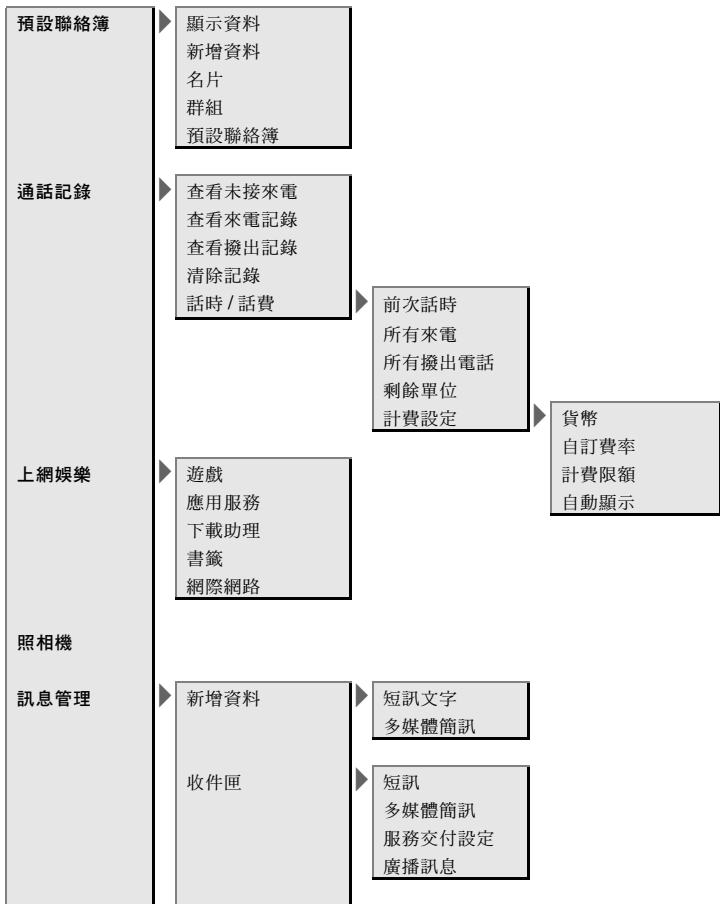 預設聯絡簿
顯示資料
新增資料
名片
群組
預設聯絡簿
通話記錄
查看未接來電
查看來電記錄
查看撥出記錄
清除記錄
話時 / 話費
前次話時
所有來電
所有撥出電話
剩餘單位
計費設定
貨幣
自訂費率
計費限額
自動顯示
上網娛樂
遊戲
應用服務
下載助理
書籤
網際網路
照相機
訊息管理
新增資料
短訊文字
多媒體簡訊
收件匣
短訊
多媒體簡訊
服務交付設定
廣播訊息